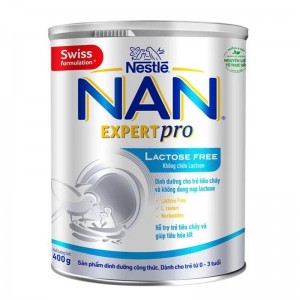 Swiss
formulation
Nestlé
NAN
EXPERTpro
LACTOSE FREE
Không chứa Lactose
Dinh dưỡng cho trẻ tiêu chảy
và không dung nạp lactose
Lactose Free
L. reuteri
Nucleotides
Hỗ trợ trẻ tiêu chảy và
giúp tiêu hóa tốt
400g
Sản phẩm dinh dưỡng công thức. Dành cho trẻ từ 0 - 3 tuổi